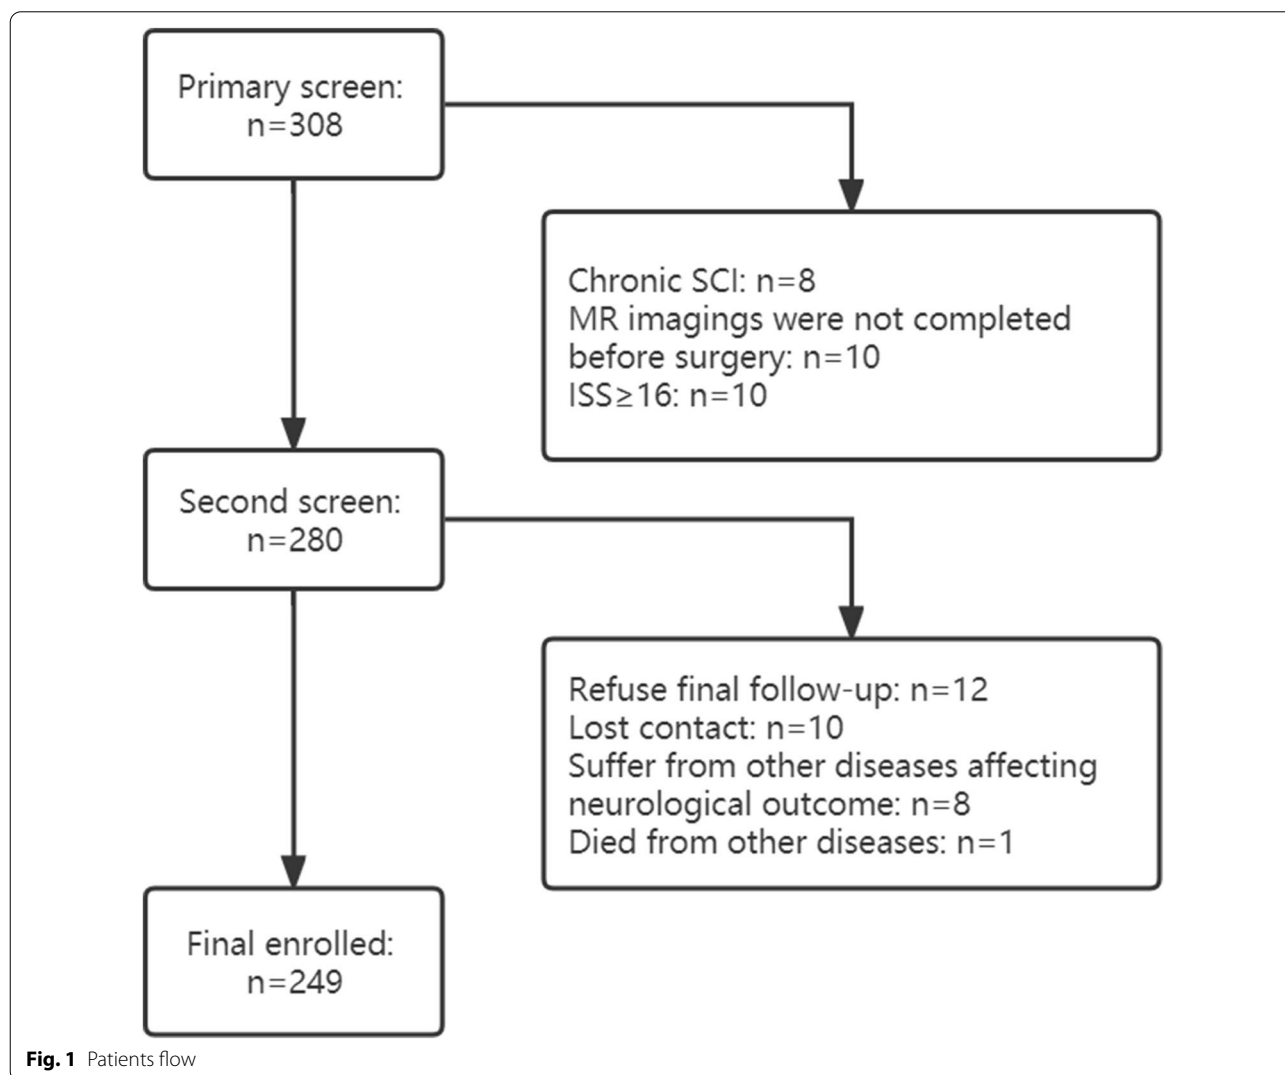 Primary screen:
n=308
Chronic SCI: n=8
MR imagings were not completed
before surgery: n=10
ISS≥16: n=10
Second screen:
n=280
Refuse final follow-up: n=12
Lost contact: n=10
Suffer from other diseases affecting
neurological outcome: n=8
Died from other diseases: n=1
Final enrolled:
n=249
Fig. 1 Patients flow